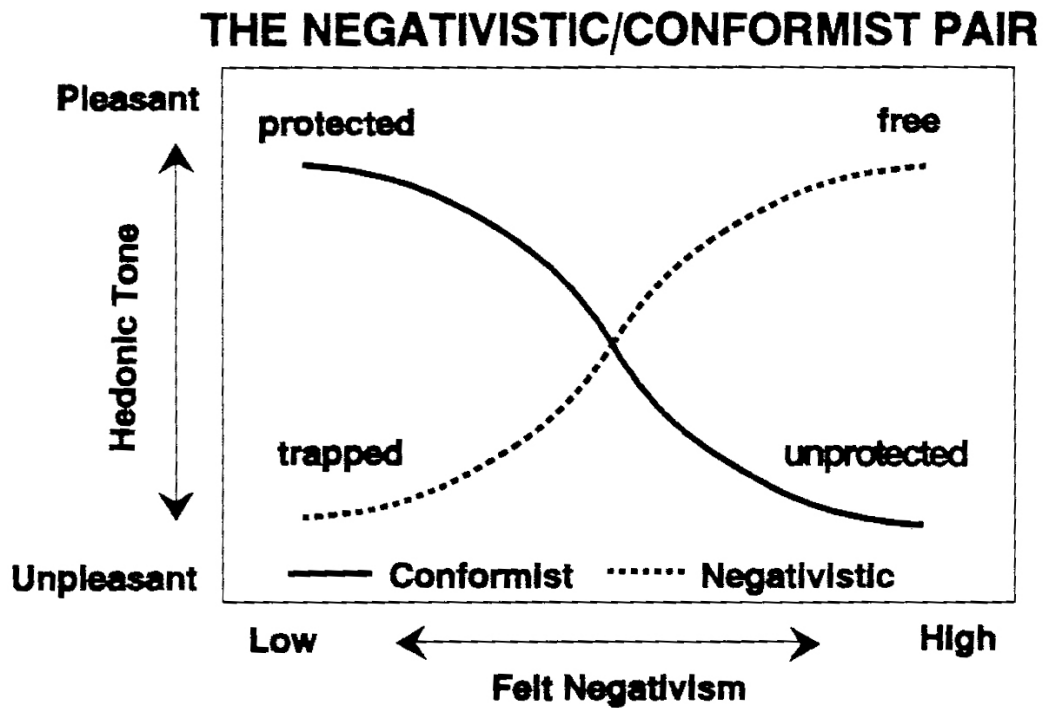 THE NEGATIVISTIC/CONFORMIST PAIR
Pleasant
protected
free
Hedonic Tone
trapped
unprotected
Unpleasant
Conformist
Negativistic
Low
High
Felt Negativism